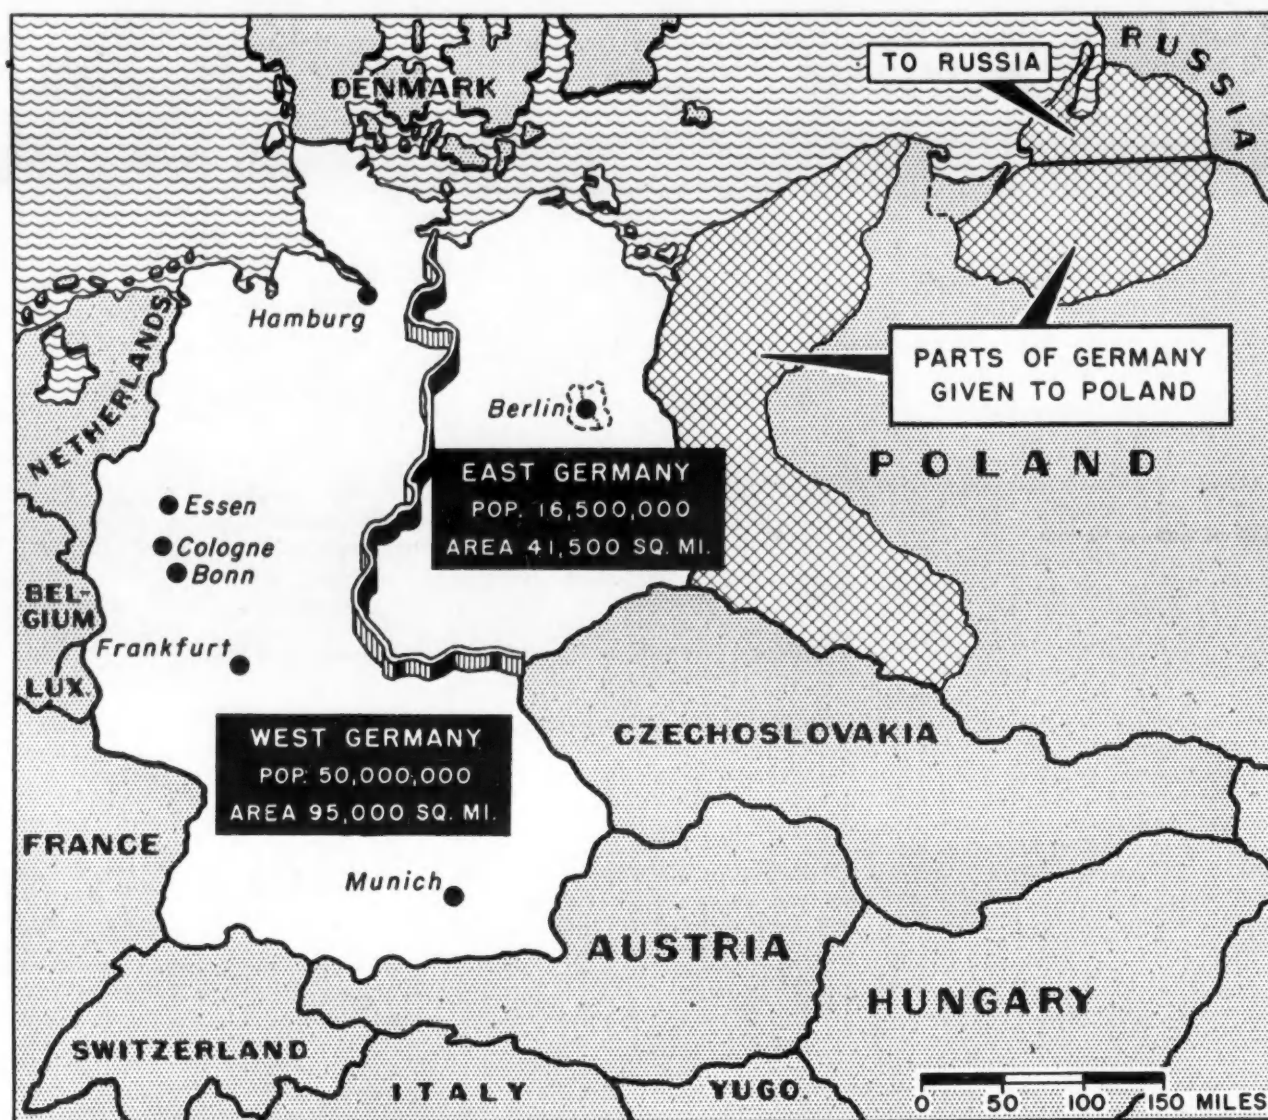 DENMARK
TO RUSSIA
RUSSIA
Hamburg
NETHERLANDS
PARTS OF GERMANY
GIVEN TO POLAND
Berlin
POLAND
EAST GERMANY
POP. 16,500,000
AREA 41,500 SQ. MI.
Essen
Cologne
Bonn
BEL-
GIUM
Frankfurt
LUX.
WEST GERMANY
POP. 50,000,000
AREA 95,000 SQ. MI.
CZECHOSLOVAKIA
FRANCE
Munich
AUSTRIA
HUNGARY
SWITZERLAND
ITALY
YUGO.
0 50 100 150 MILES